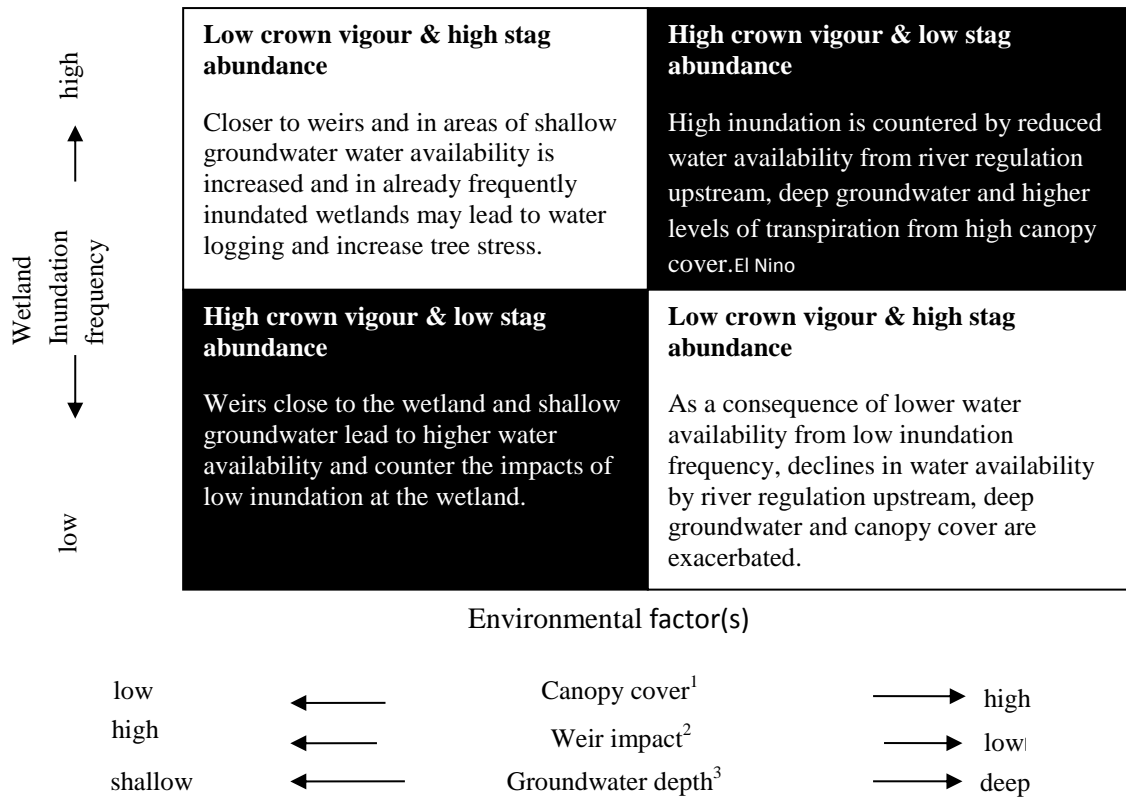 Low crown vigour & high stag
abundance
Closer to weirs and in areas of shallow
groundwater water availability is
increased and in already frequently
inundated wetlands may lead to water
logging and increase tree stress.
High crown vigour & low stag
abundance
High inundation is countered by reduced
water availability from river regulation
upstream, deep groundwater and higher
levels of transpiration from high canopy
cover.El Nino
high
Wetland
Inundation
frequency
low
High crown vigour & low stag
abundance
Weirs close to the wetland and shallow
groundwater lead to higher water
availability and counter the impacts of
low inundation at the wetland.
Low crown vigour & high stag
abundance
As a consequence of lower water
availability from low inundation
frequency, declines in water availability
by river regulation upstream, deep
groundwater and canopy cover are
exacerbated.
Environmental factor(s)
low Canopy cover¹ high
high Weir impact² low
shallow Groundwater depth³ deep